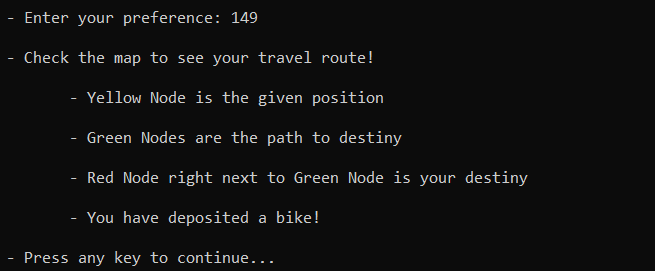 - Enter your preference: 149
- Check the map to see your travel route!
- Yellow Node is the given position
- Green Nodes are the path to destiny
- Red Node right next to Green Node is your destiny
- You have deposited a bike!
- Press any key to continue...